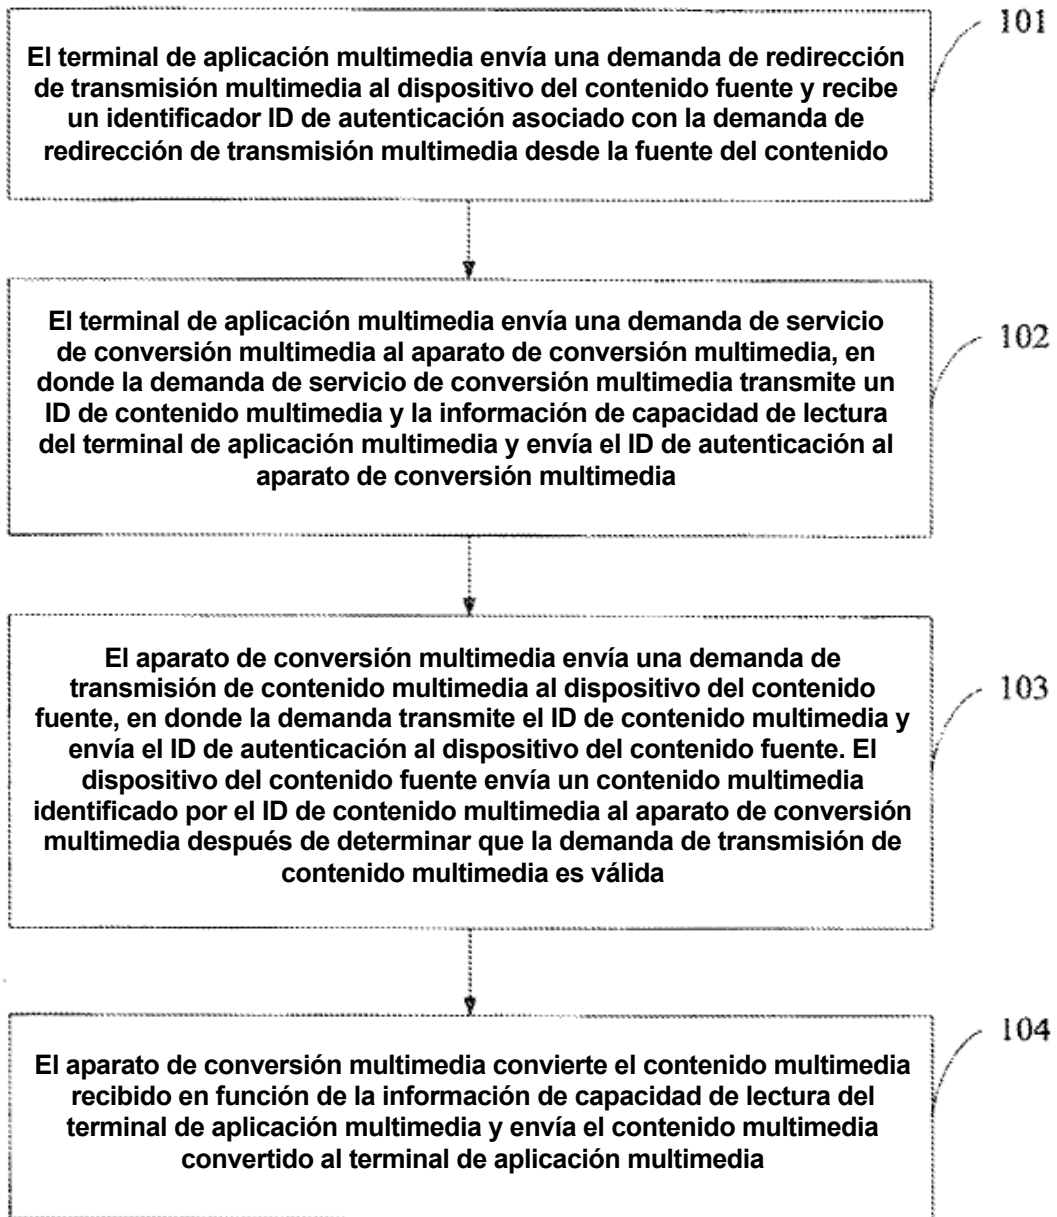 101
El terminal de aplicación multimedia envía una demanda de redirección
de transmisión multimedia al dispositivo del contenido fuente y recibe
un identificador ID de autenticación asociado con la demanda de
redirección de transmisión multimedia desde la fuente del contenido
102
El terminal de aplicación multimedia envía una demanda de servicio
de conversión multimedia al aparato de conversión multimedia, en
donde la demanda de servicio de conversión multimedia transmite un
ID de contenido multimedia y la información de capacidad de lectura
del terminal de aplicación multimedia y envía el ID de autenticación al
aparato de conversión multimedia
103
El aparato de conversión multimedia envía una demanda de
transmisión de contenido multimedia al dispositivo del contenido
fuente, en donde la demanda transmite el ID de contenido multimedia y
envía el ID de autenticación al dispositivo del contenido fuente. El
dispositivo del contenido fuente envía un contenido multimedia
identificado por el ID de contenido multimedia al aparato de conversión
multimedia después de determinar que la demanda de transmisión de
contenido multimedia es válida
104
El aparato de conversión multimedia convierte el contenido multimedia
recibido en función de la información de capacidad de lectura del
terminal de aplicación multimedia y envía el contenido multimedia
convertido al terminal de aplicación multimedia